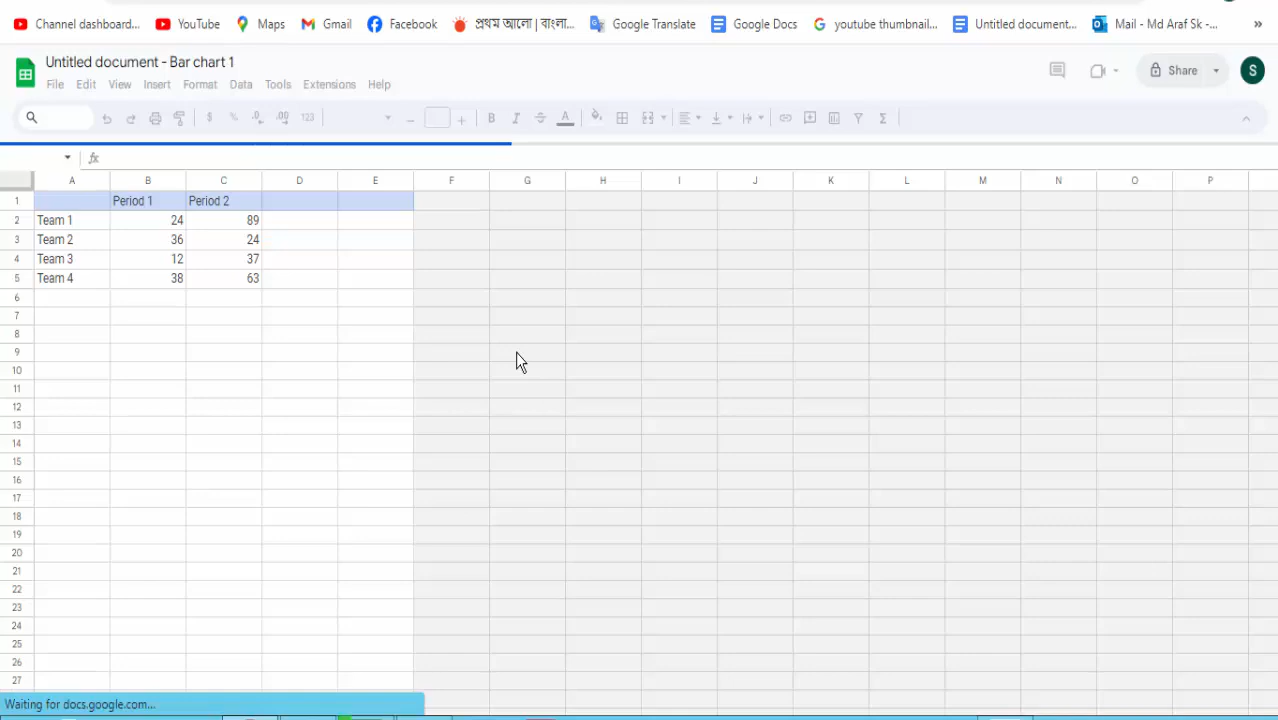 Channel dashboard... YouTube Maps Gmail Facebook প্রথম আলো | বাংলা... Google Translate Google Docs youtube thumbnail... Untitled document... Mail - Md Araf Sk -... »
Untitled document - Bar chart 1
File Edit View Insert Format Data Tools Extensions Help
Share
S
$ % .0 .00 123 B I A Σ
fx
A B C D E F G H I J K L M N O P
1 Period 1 Period 2
2 Team 1 24 89
3 Team 2 36 24
4 Team 3 12 37
5 Team 4 38 63
6
7
8
9
10
11
12
13
14
15
16
17
18
19
20
21
22
23
24
25
26
27
Waiting for docs.google.com...